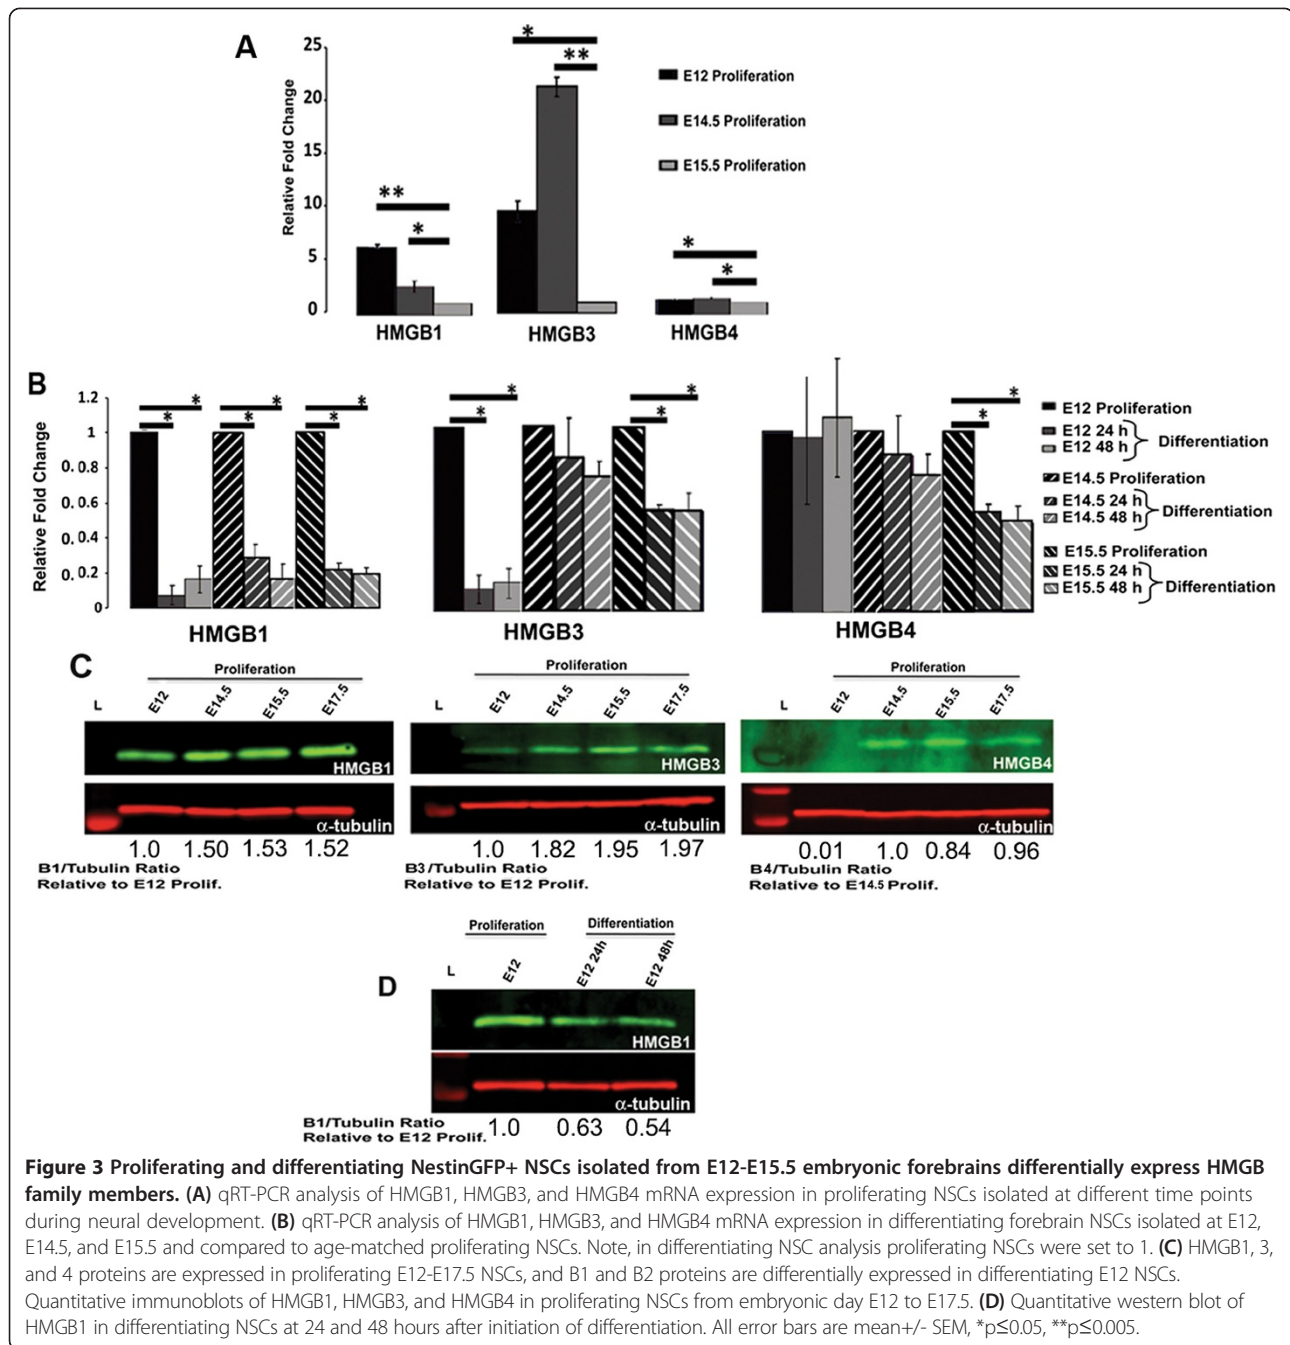 A
Relative Fold Change
25
20
15
10
5
0
*
**
**
*
*
*
E12 Proliferation
E14.5 Proliferation
E15.5 Proliferation
HMGB1
HMGB3
HMGB4
B
Relative Fold Change
1.2
1
0. 8
0. 6
0. 4
0. 2
0
* * * * * *
* * * *
* *
HMGB1
HMGB3
HMGB4
E12 Proliferation
E12 24 h
E12 48 h
Differentiation
E14.5 Proliferation
E14.5 24 h
E14.5 48 h
Differentiation
E15.5 Proliferation
E15.5 24 h
E15.5 48 h
Differentiation
C
Proliferation
L E12 E14.5 E15.5 E17.5
HMGB1
α-tubulin
1.0 1.50 1.53 1.52
B1/Tubulin Ratio
Relative to E12 Prolif.
Proliferation
L E12 E14.5 E15.5 E17.5
HMGB3
α-tubulin
1.0 1.82 1.95 1.97
B3/Tubulin Ratio
Relative to E12 Prolif.
Proliferation
L E12 E14.5 E15.5 E17.5
HMGB4
α-tubulin
0.01 1.0 0.84 0.96
B4/Tubulin Ratio
Relative to E14.5 Prolif.
D
Proliferation Differentiation
L E12 E12 24h E12 48h
HMGB1
α-tubulin
B1/Tubulin Ratio
Relative to E12 Prolif. 1.0 0.63 0.54
Figure 3 Proliferating and differentiating NestinGFP+ NSCs isolated from E12-E15.5 embryonic forebrains differentially express HMGB
family members. (A) qRT-PCR analysis of HMGB1, HMGB3, and HMGB4 mRNA expression in proliferating NSCs isolated at different time points
during neural development. (B) qRT-PCR analysis of HMGB1, HMGB3, and HMGB4 mRNA expression in differentiating forebrain NSCs isolated at E12,
E14.5, and E15.5 and compared to age-matched proliferating NSCs. Note, in differentiating NSC analysis proliferating NSCs were set to 1. (C) HMGB1, 3,
and 4 proteins are expressed in proliferating E12-E17.5 NSCs, and B1 and B2 proteins are differentially expressed in differentiating E12 NSCs.
Quantitative immunoblots of HMGB1, HMGB3, and HMGB4 in proliferating NSCs from embryonic day E12 to E17.5. (D) Quantitative western blot of
HMGB1 in differentiating NSCs at 24 and 48 hours after initiation of differentiation. All error bars are mean+/- SEM, *p≤0.05, **p≤0.005.